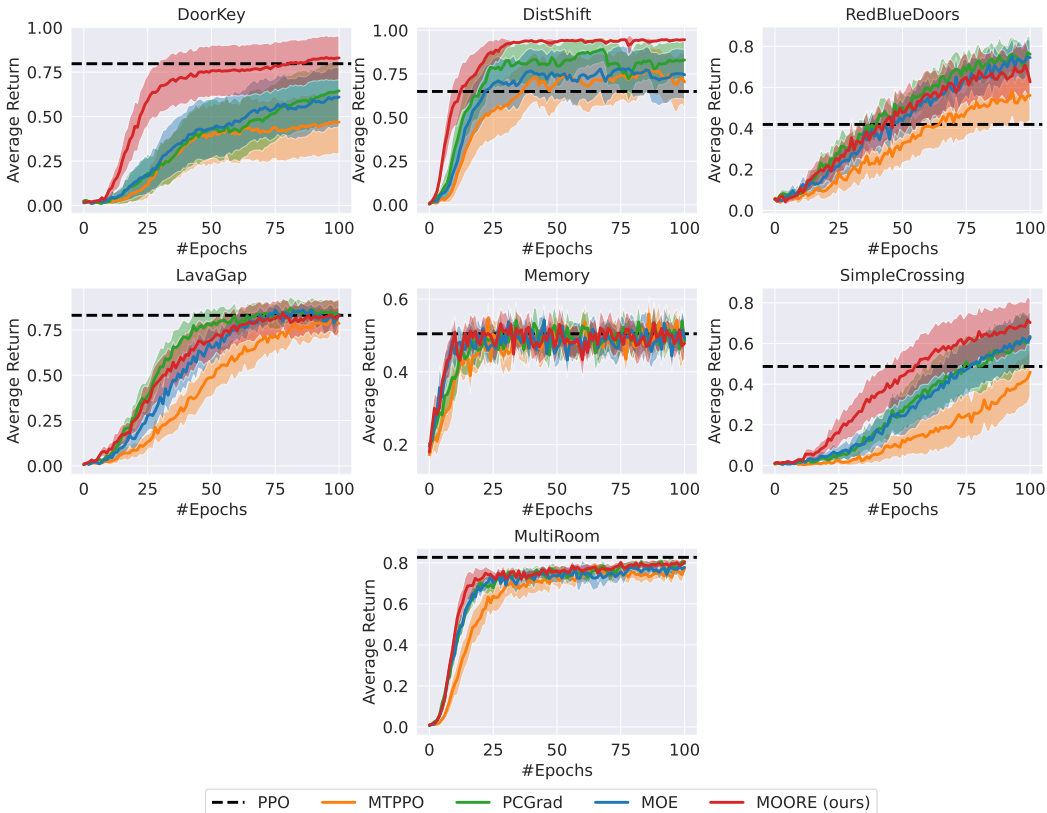 DoorKey
DistShift
RedBlueDoors
Average Return
1.00
0.75
0.50
0.25
0.00
0 25 50 75 100
#Epochs
Average Return
1.00
0.75
0.50
0.25
0.00
0 25 50 75 100
#Epochs
Average Return
0.8
0.6
0.4
0.2
0.0
0 25 50 75 100
#Epochs
LavaGap
Memory
SimpleCrossing
Average Return
0.75
0.50
0.25
0.00
0 25 50 75 100
#Epochs
Average Return
0.6
0.4
0.2
0 25 50 75 100
#Epochs
Average Return
0.8
0.6
0.4
0.2
0.0
0 25 50 75 100
#Epochs
MultiRoom
Average Return
0.8
0.6
0.4
0.2
0.0
0 25 50 75 100
#Epochs
PPO MTPPO PCGrad MOE MOORE (ours)